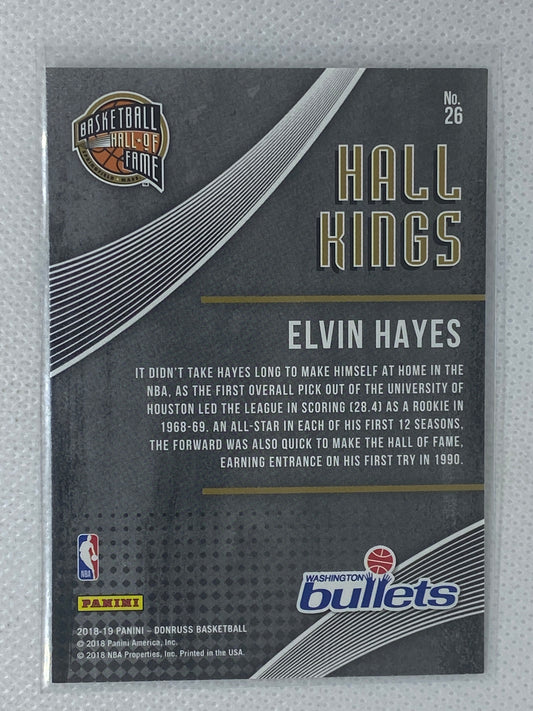 BASKETBALL
HALL-OF
FAME
No.
26
HALL
KINGS
ELVIN HAYES
IT DIDN'T TAKE HAYES LONG TO MAKE HIMSELF AT HOME IN THE
NBA, AS THE FIRST OVERALL PICK OUT OF THE UNIVERSITY OF
HOUSTON LED THE LEAGUE IN SCORING (28.4) AS A ROOKIE IN
1968-69. AN ALL-STAR IN EACH OF HIS FIRST 12 SEASONS,
THE FORWARD WAS ALSO QUICK TO MAKE THE HALL OF FAME,
EARNING ENTRANCE ON HIS FIRST TRY IN 1990.
NBA
PANINI
WASHINGTON
bullets
2018-19 PANINI – DONRUSS BASKETBALL
© 2018 Panini America, Inc.
© 2018 NBA Properties, Inc. Printed in the USA.